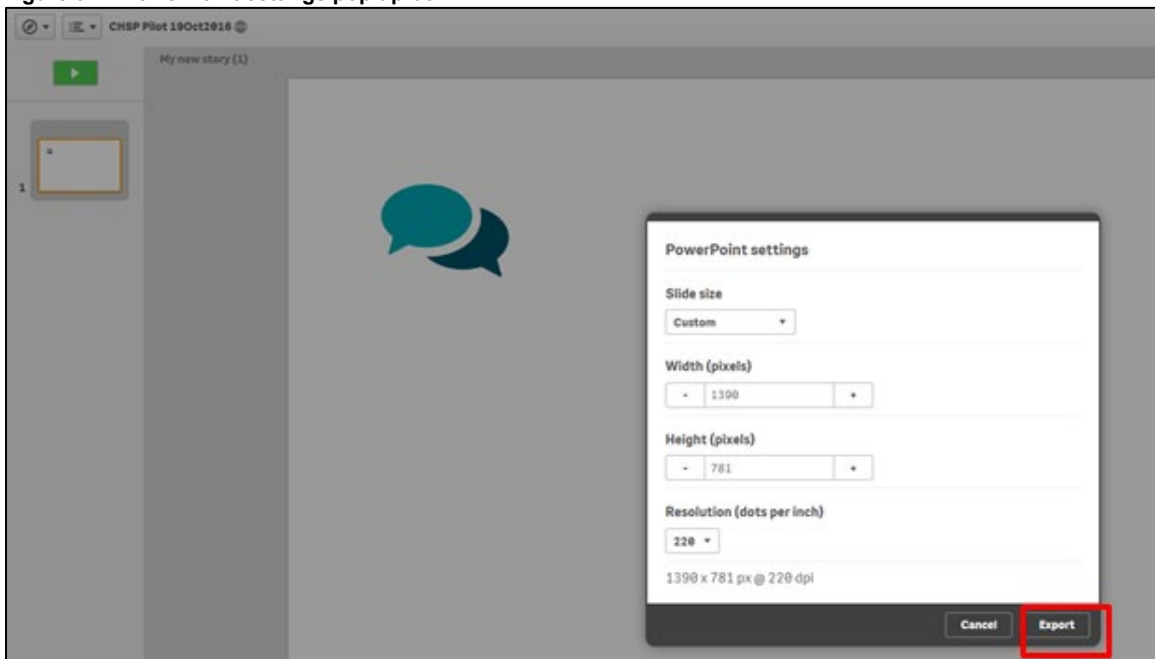 CHSP Pilot 19Oct2016
My new story (1)
1
PowerPoint settings
Slide size
Custom
Width (pixels)
- 1390 +
Height (pixels)
- 781 +
Resolution (dots per inch)
220
1390 x 781 px @ 220 dpi
Cancel Export